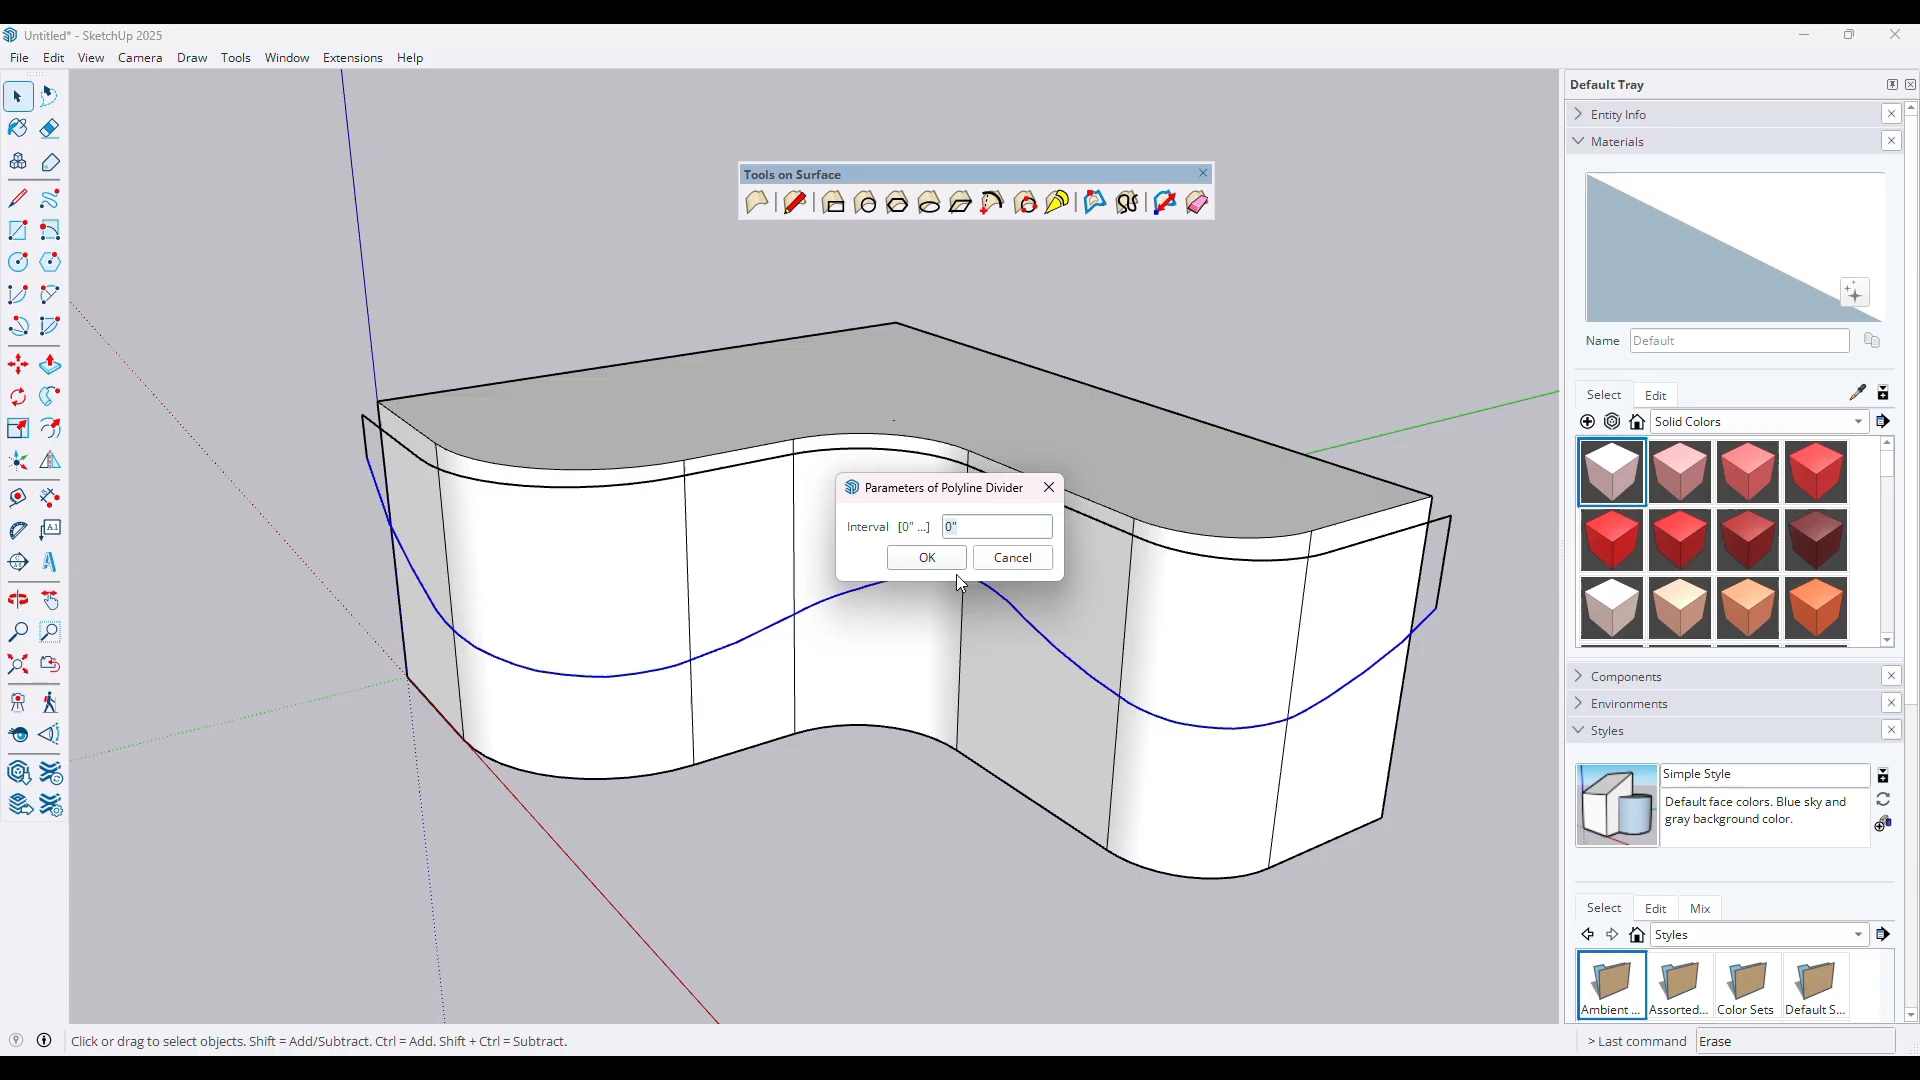 Untitled* - SketchUp 2025
File Edit View Camera Draw Tools Window Extensions Help
Default Tray
Entity Info
Materials
Tools on Surface
Name Default
Select Edit
Solid Colors
Parameters of Polyline Divider
Interval [0" ...] 0"
OK Cancel
Components
Environments
Styles
Simple Style
Default face colors. Blue sky and
gray background color.
Select Edit Mix
Styles
Ambient ... Assorted... Color Sets Default S...
Click or drag to select objects. Shift = Add/Subtract. Ctrl = Add. Shift + Ctrl = Subtract.
> Last command Erase